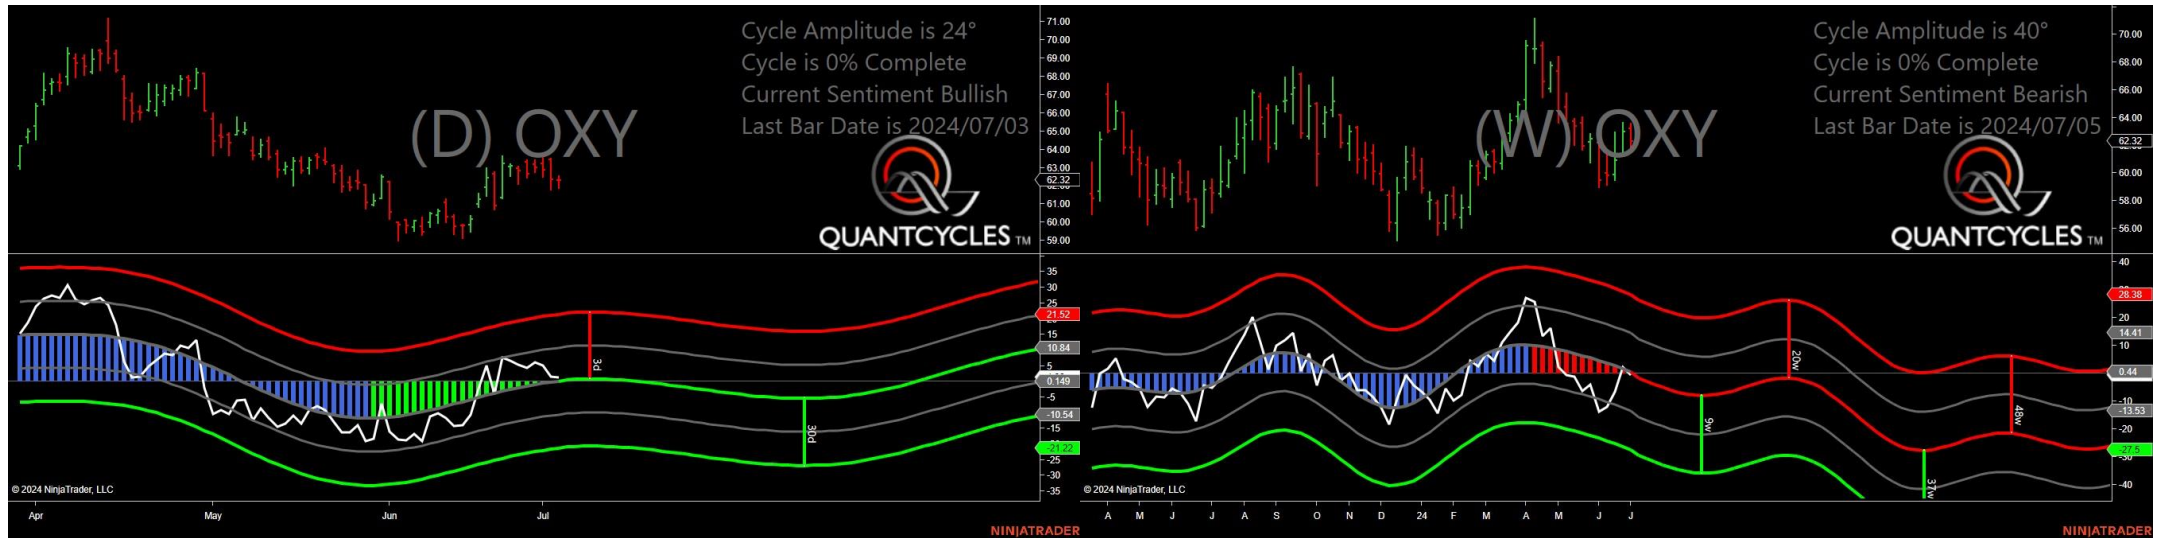 Cycle Amplitude is 24°
Cycle is 0% Complete
Current Sentiment Bullish
Last Bar Date is 2024/07/03
(D) OXY
QUANTCYCLES TM
71.00
70.00
69.00
68.00
67.00
66.00
65.00
64.00
63.00
62.32
61.00
60.00
59.00
35
30
25
21.52
15
10.84
5
0.149
-5
-10.54
-15
-21.22
-25
-30
-35
3d
30d
© 2024 NinjaTrader, LLC
Apr May Jun Jul
NINJATRADER
Cycle Amplitude is 40°
Cycle is 0% Complete
Current Sentiment Bearish
Last Bar Date is 2024/07/05
(W) OXY
QUANTCYCLES TM
70.00
68.00
66.00
64.00
62.32
60.00
58.00
56.00
40
28.38
20
14.41
10
0.44
-10
-13.53
-20
-27.5
-30
-40
20w
9w
48w
37w
© 2024 NinjaTrader, LLC
A M J J A S O N D 24 F M A M J J
NINJATRADER